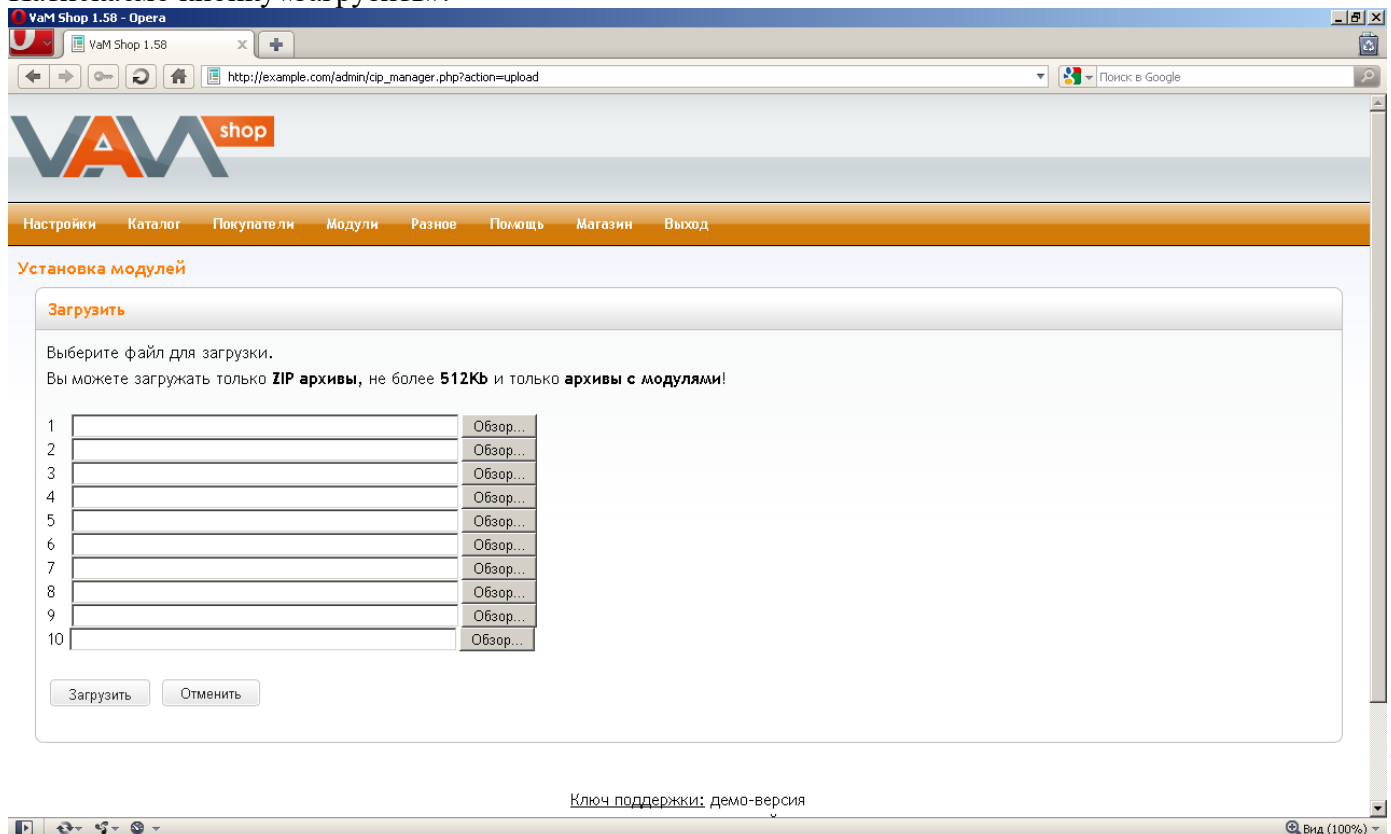 Нажимаю кнопку «Загрузить».
VaM Shop 1.58 - Opera
VaM Shop 1.58
http://example.com/admin/cip_manager.php?action=upload
Поиск в Google
VAM shop
Настройки Каталог Покупатели Модули Разное Помощь Магазин Выход
Установка модулей
Загрузить
Выберите файл для загрузки.
Вы можете загружать только ZIP архивы, не более 512Kb и только архивы с модулями!
1 Обзор...
2 Обзор...
3 Обзор...
4 Обзор...
5 Обзор...
6 Обзор...
7 Обзор...
8 Обзор...
9 Обзор...
10 Обзор...
Загрузить Отменить
Ключ поддержки: демо-версия
Вид (100%)